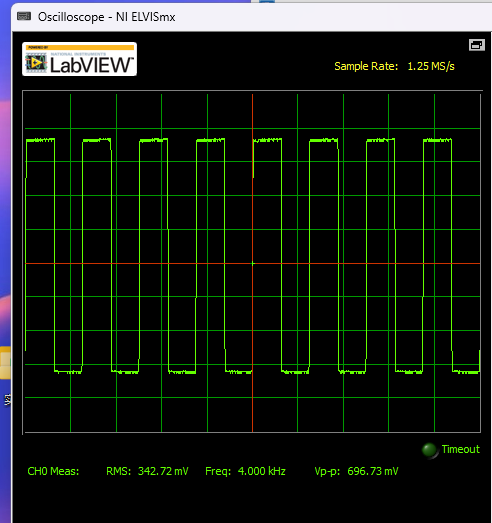 Oscilloscope - NI ELVISmx
POWERED BY
NATIONAL INSTRUMENTS
LabVIEW™
Sample Rate: 1.25 MS/s
Timeout
CH0 Meas: RMS: 342.72 mV Freq: 4.000 kHz Vp-p: 696.73 mV